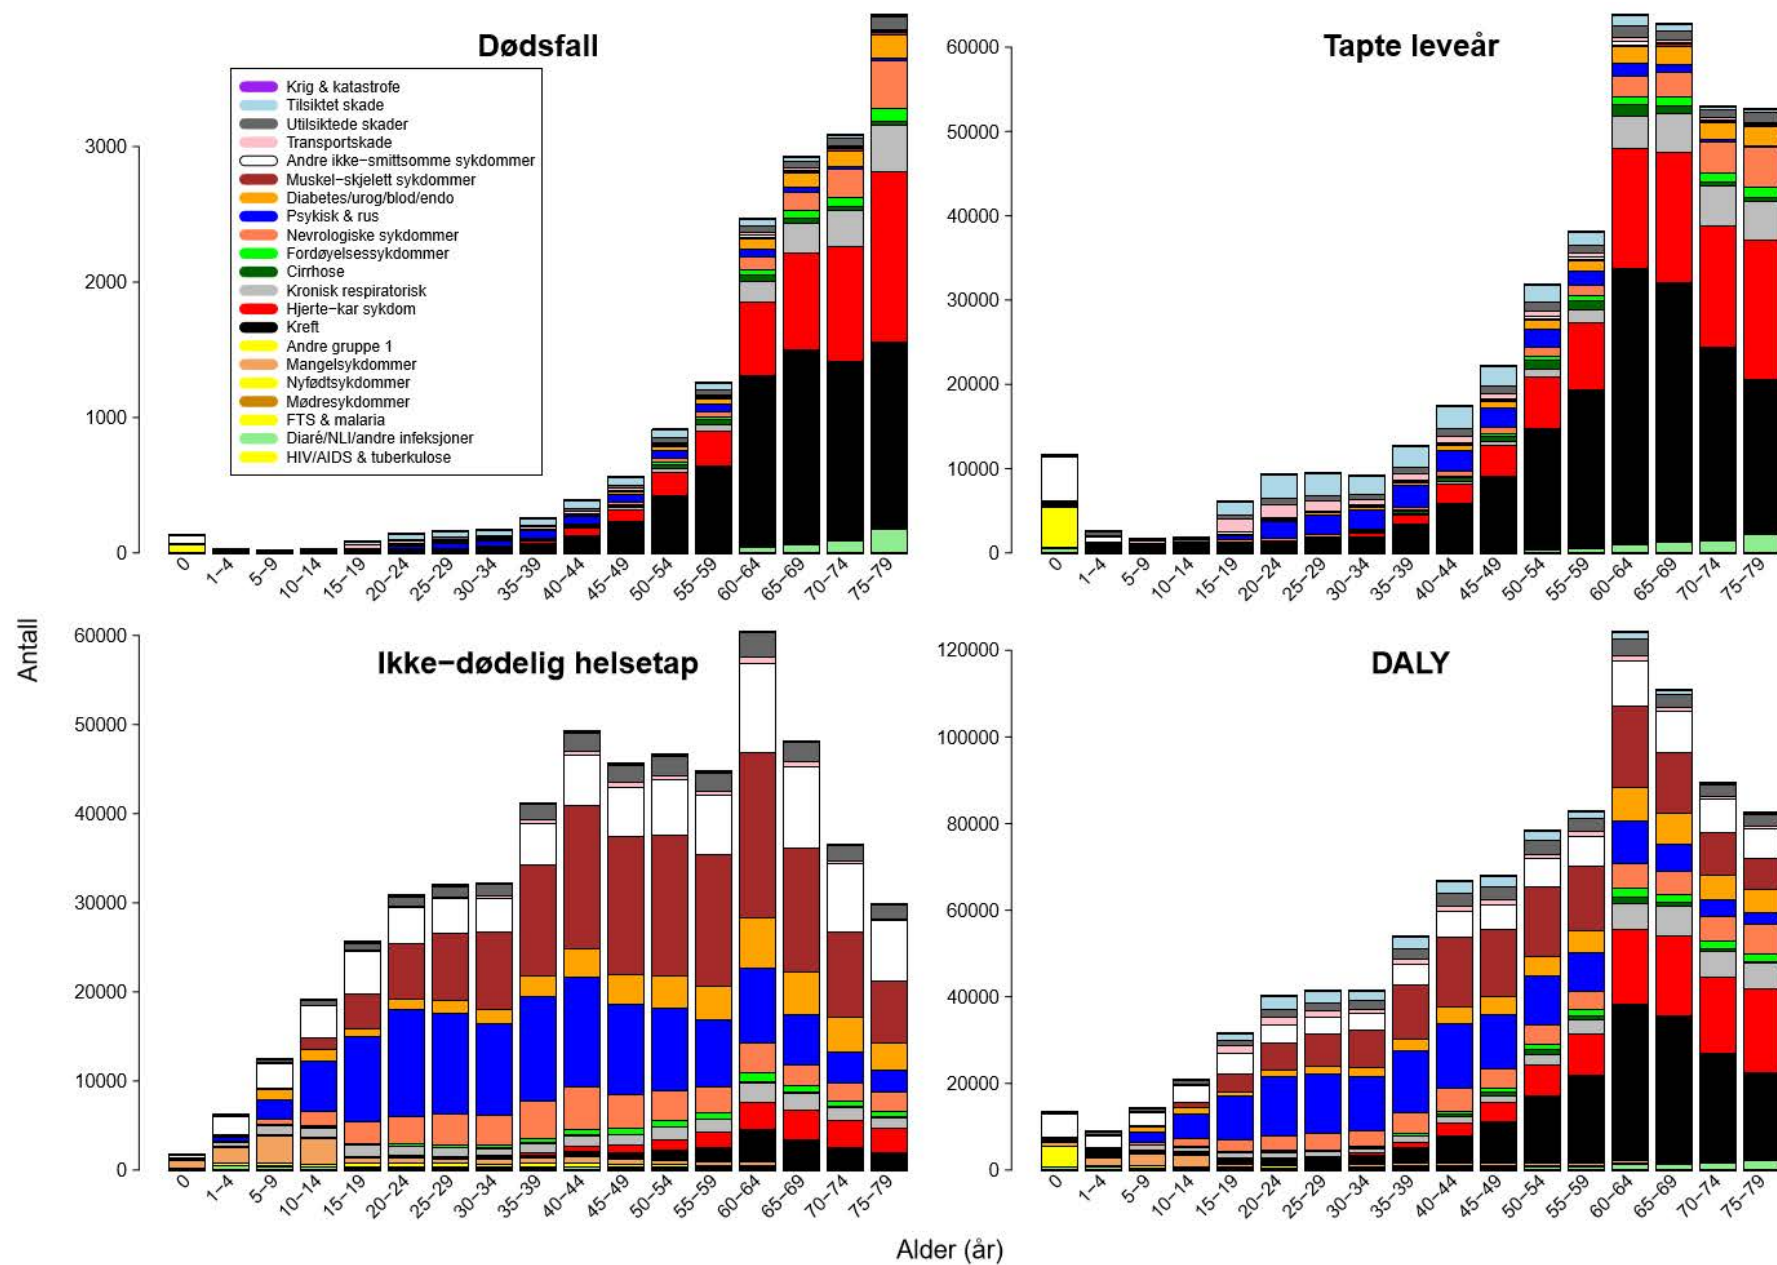 Dødsfall
Krig & katastrofe
Tilsiktet skade
Utilsiktede skader
Transportskade
Andre ikke−smittsomme sykdommer
Muskel−skjelett sykdommer
Diabetes/urog/blod/endo
Psykisk & rus
Nevrologiske sykdommer
Fordøyelsessykdommer
Cirrhose
Kronisk respiratorisk
Hjerte−kar sykdom
Kreft
Andre gruppe 1
Mangelsykdommer
Nyfødtsykdommer
Mødresykdommer
FTS & malaria
Diaré/NLI/andre infeksjoner
HIV/AIDS & tuberkulose
3000
2000
1000
0
0 1−4 5−9 10−14 15−19 20−24 25−29 30−34 35−39 40−44 45−49 50−54 55−59 60−64 65−69 70−74 75−79
Tapte leveår
60000
50000
40000
30000
20000
10000
0
0 1−4 5−9 10−14 15−19 20−24 25−29 30−34 35−39 40−44 45−49 50−54 55−59 60−64 65−69 70−74 75−79
Antall
Ikke−dødelig helsetap
60000
50000
40000
30000
20000
10000
0
0 1−4 5−9 10−14 15−19 20−24 25−29 30−34 35−39 40−44 45−49 50−54 55−59 60−64 65−69 70−74 75−79
DALY
120000
100000
80000
60000
40000
20000
0
0 1−4 5−9 10−14 15−19 20−24 25−29 30−34 35−39 40−44 45−49 50−54 55−59 60−64 65−69 70−74 75−79
Alder (år)